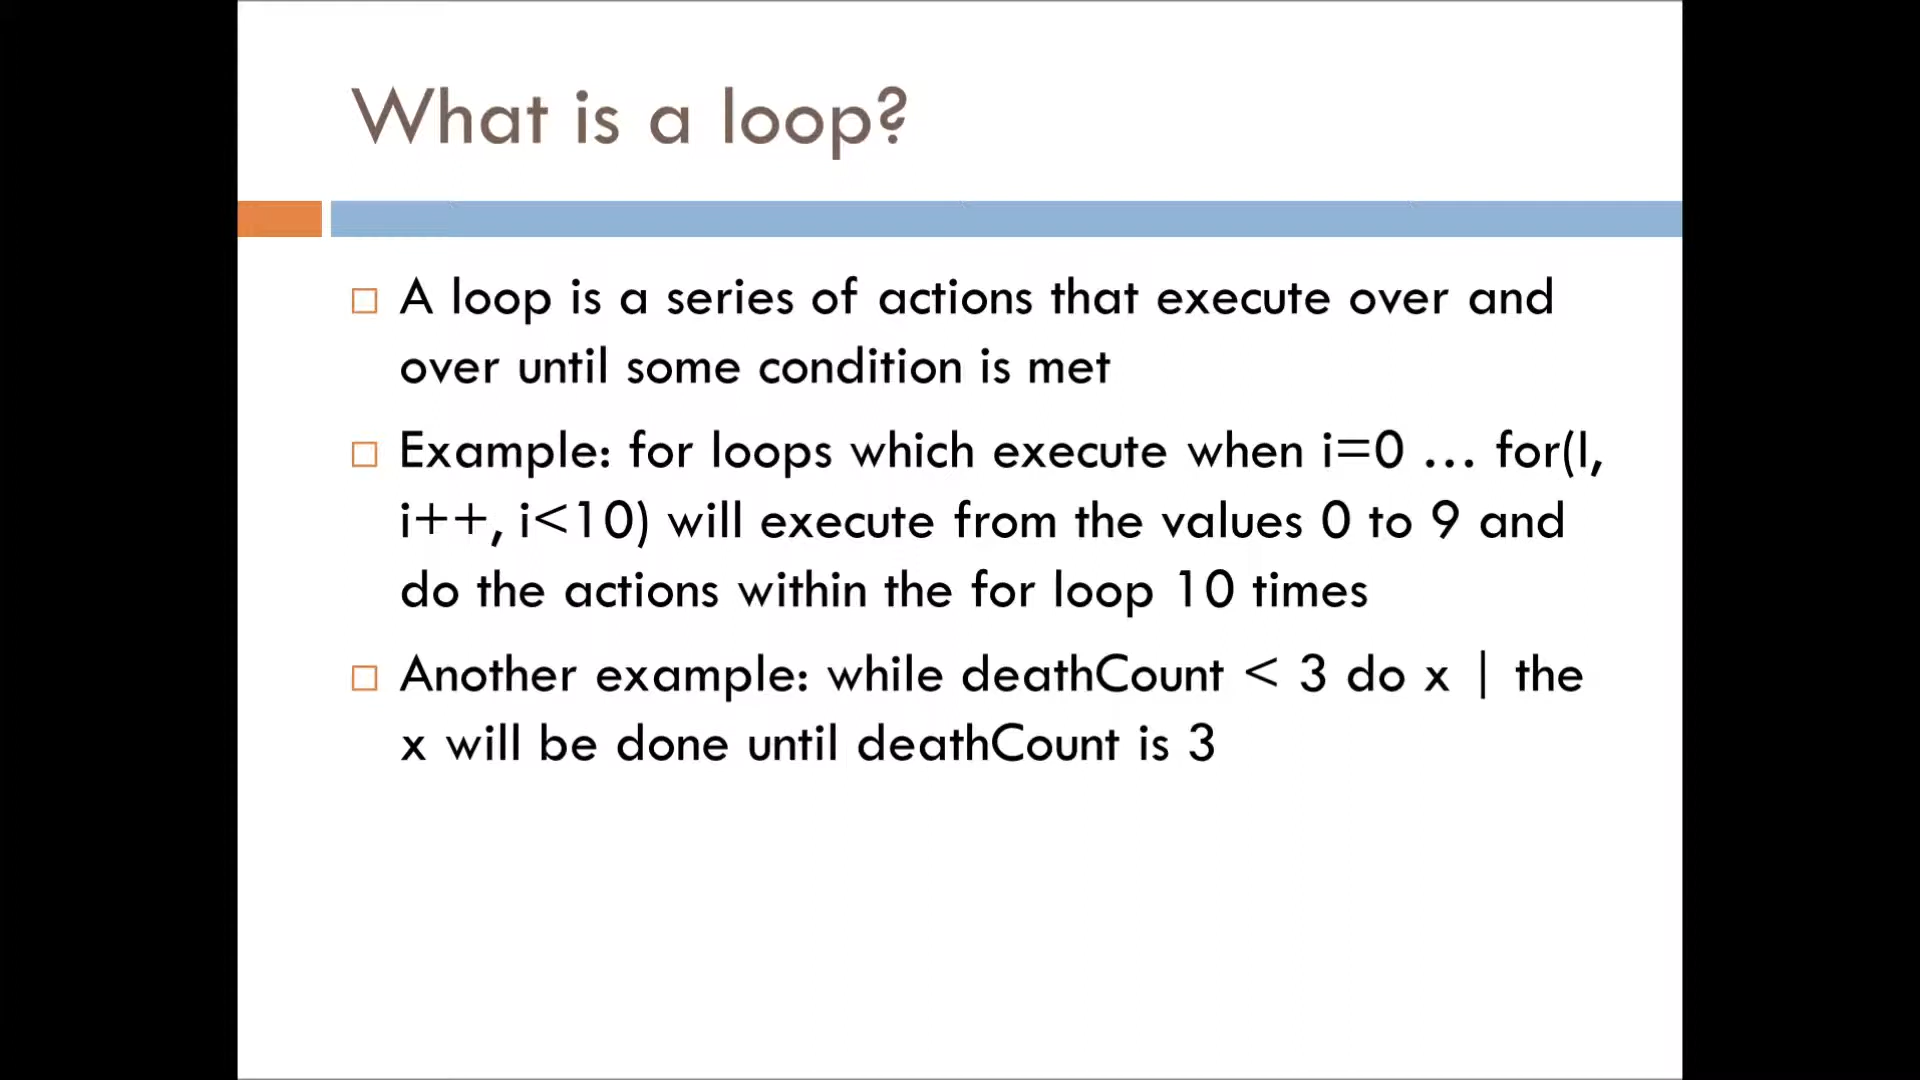 What is a loop?
A loop is a series of actions that execute over and
over until some condition is met
Example: for loops which execute when i=0 ... for(I,
i++, i<10) will execute from the values 0 to 9 and
do the actions within the for loop 10 times
Another example: while deathCount < 3 do x | the
x will be done until deathCount is 3